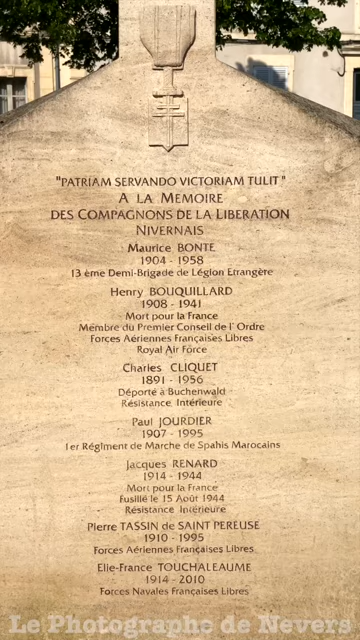 "PATRIAM SERVANDO VICTORIAM TULIT"
A LA MEMOIRE
DES COMPAGNONS DE LA LIBERATION
NIVERNAIS
Maurice BONTE
1904 - 1958
13 ème Demi-Brigade de Légion Etrangère
Henry BOUQUILLARD
1908 - 1941
Mort pour la France
Membre du Premier Conseil de l'Ordre
Forces Aériennes Françaises Libres
Royal Air Force
Charles CLIQUET
1891 - 1956
Déporté à Buchenwald
Résistance Intérieure
Paul JOURDIER
1907 - 1995
1er Régiment de Marche de Spahis Marocains
Jacques RENARD
1914 - 1944
Mort pour la France
Fusillé le 15 Août 1944
Résistance Intérieure
Pierre TASSIN de SAINT PEREUSE
1910 - 1995
Forces Aériennes Françaises Libres
Elie-France TOUCHALEAUME
1914 - 2010
Forces Navales Françaises Libres
Le Photographe de Nevers